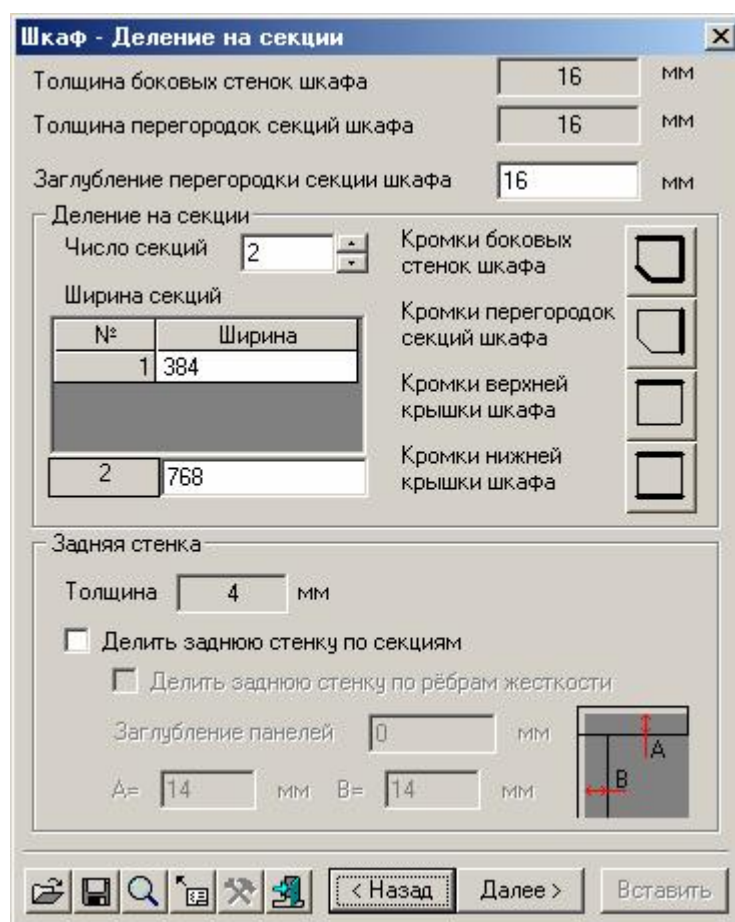 Шкаф - Деление на секции
Толщина боковых стенок шкафа 16 мм
Толщина перегородок секций шкафа 16 мм
Заглубление перегородки секции шкафа 16 мм
Деление на секции
Число секций 2
Ширина секций
№ Ширина
1 384
2 768
Кромки боковых
стенок шкафа
Кромки перегородок
секций шкафа
Кромки верхней
крышки шкафа
Кромки нижней
крышки шкафа
Задняя стенка
Толщина 4 мм
Делить заднюю стенку по секциям
Делить заднюю стенку по рёбрам жесткости
Заглубление панелей 0 мм
A= 14 мм B= 14 мм
A
B
< Назад Далее > Вставить